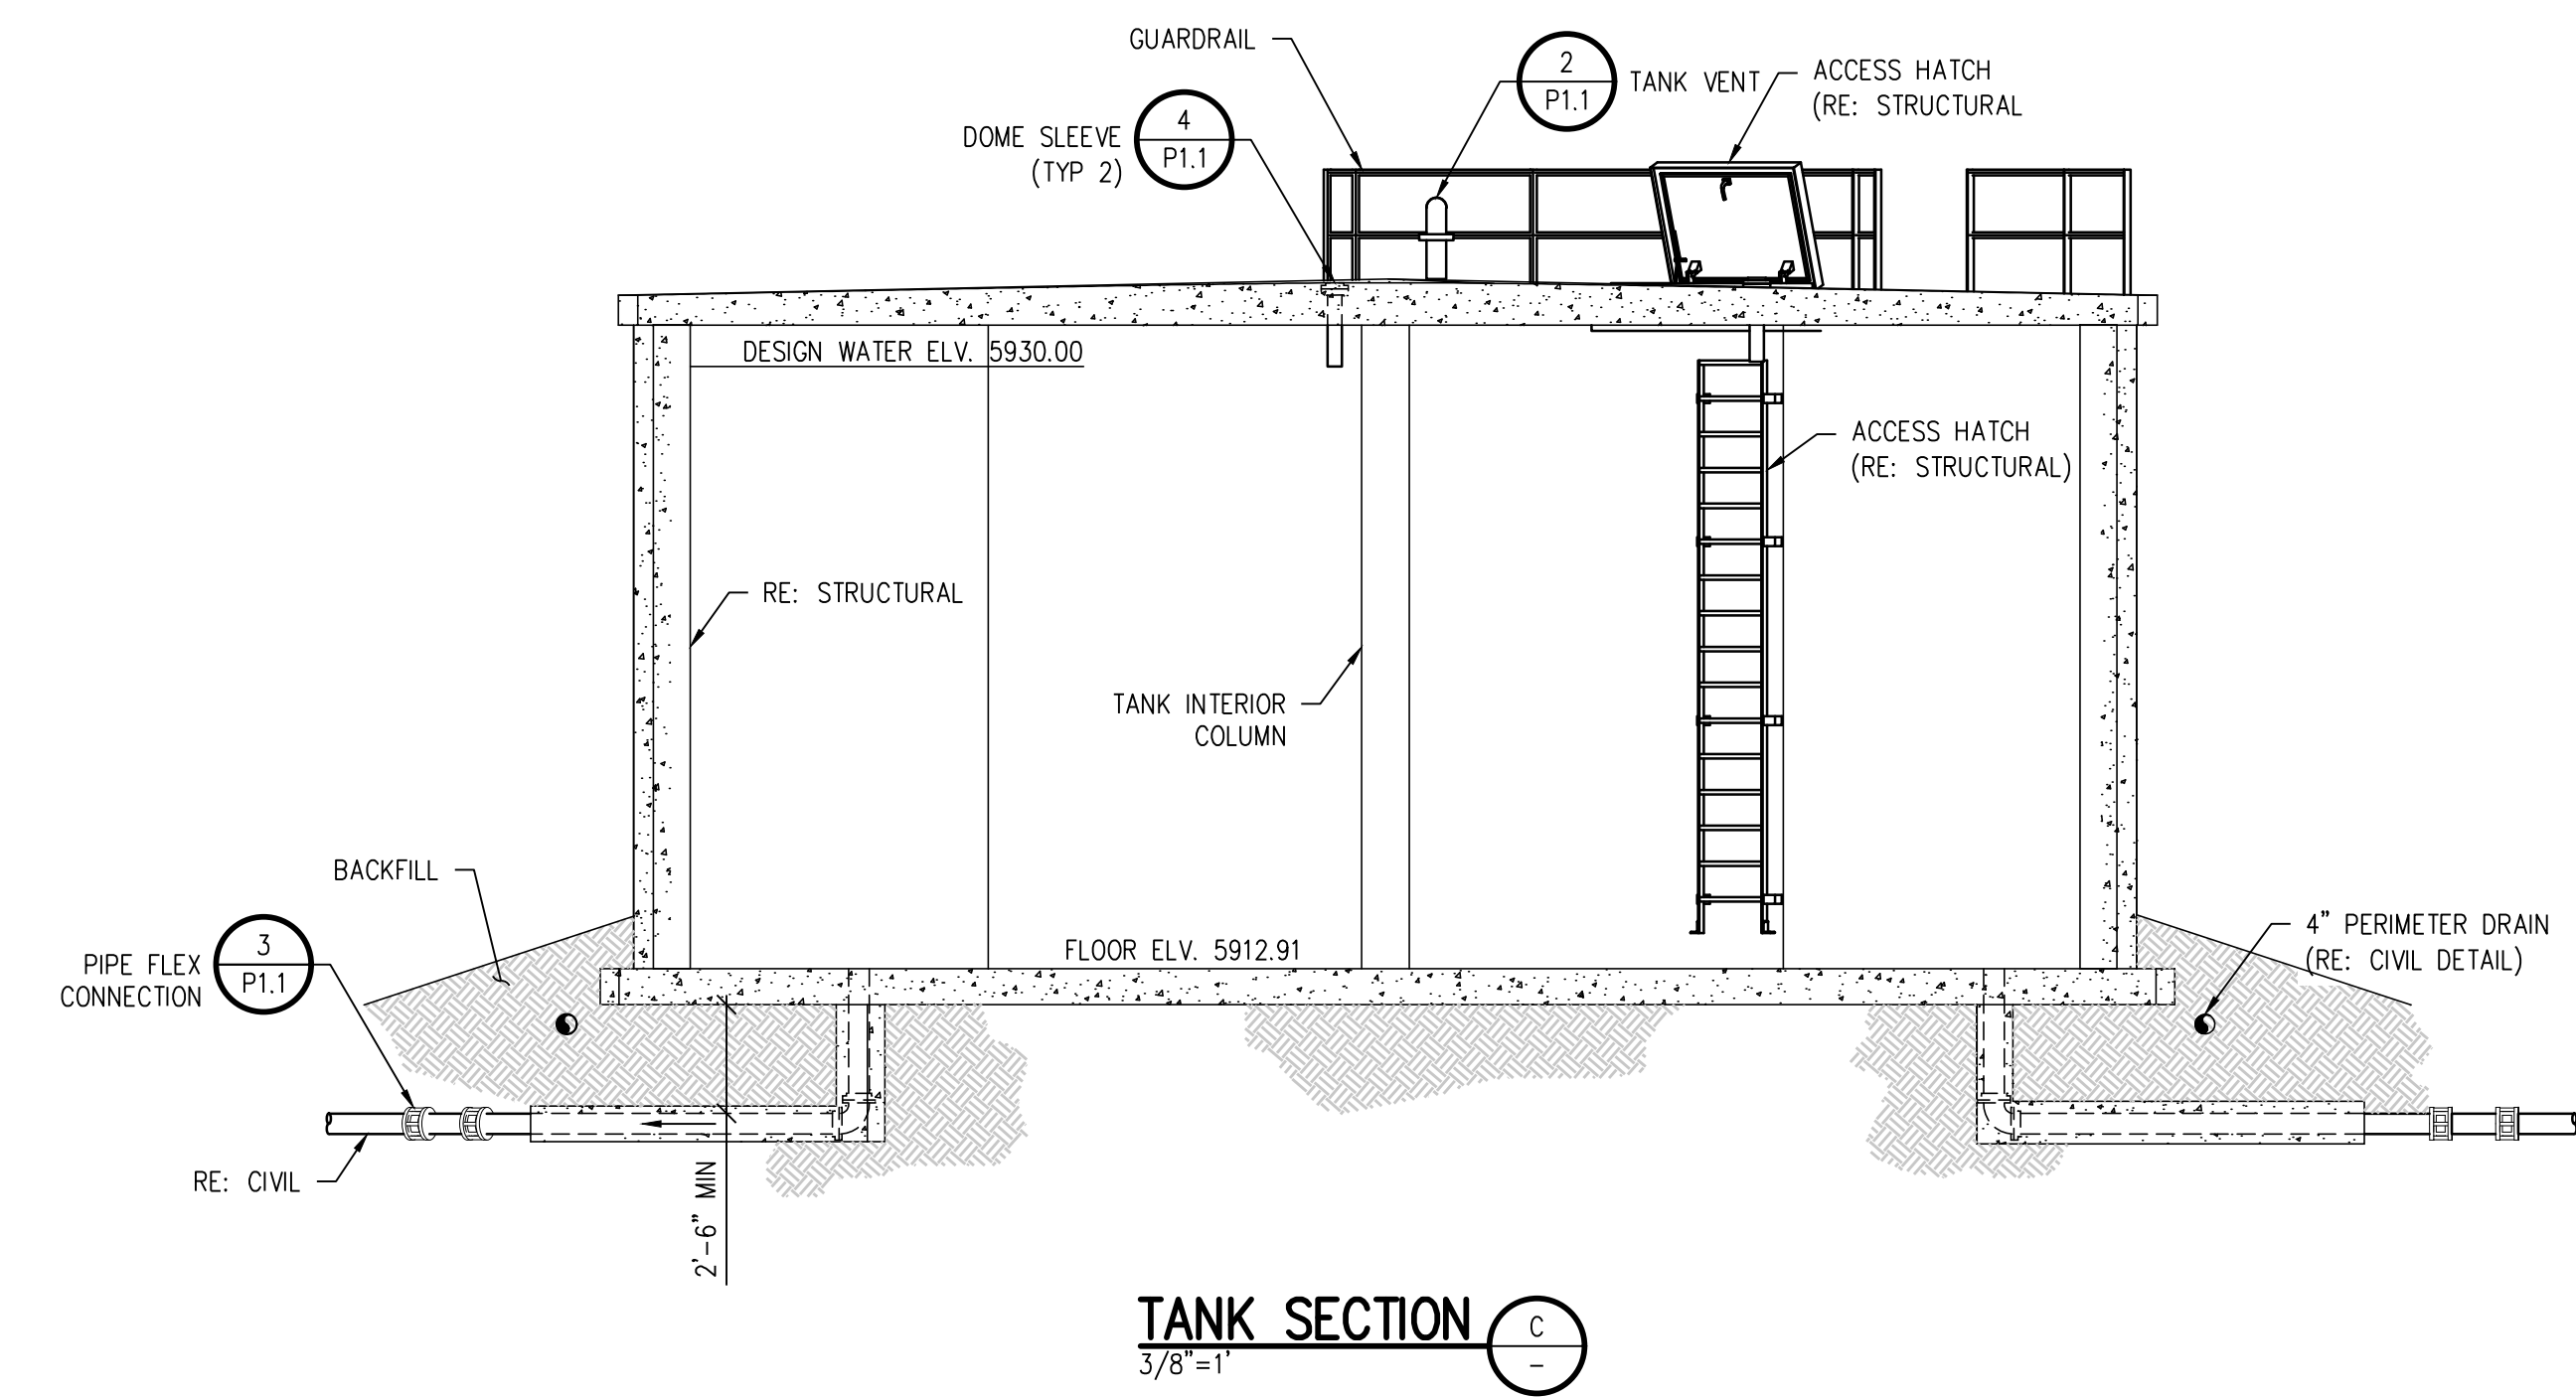 GUARDRAIL
2
P1.1
TANK VENT
ACCESS HATCH
(RE: STRUCTURAL
DOME SLEEVE
(TYP 2)
4
P1.1
DESIGN WATER ELV. 5930.00
ACCESS HATCH
(RE: STRUCTURAL)
RE: STRUCTURAL
TANK INTERIOR
COLUMN
BACKFILL
FLOOR ELV. 5912.91
4" PERIMETER DRAIN
(RE: CIVIL DETAIL)
PIPE FLEX
CONNECTION
3
P1.1
RE: CIVIL
2'-6" MIN
TANK SECTION
3/8"=1'
C
-